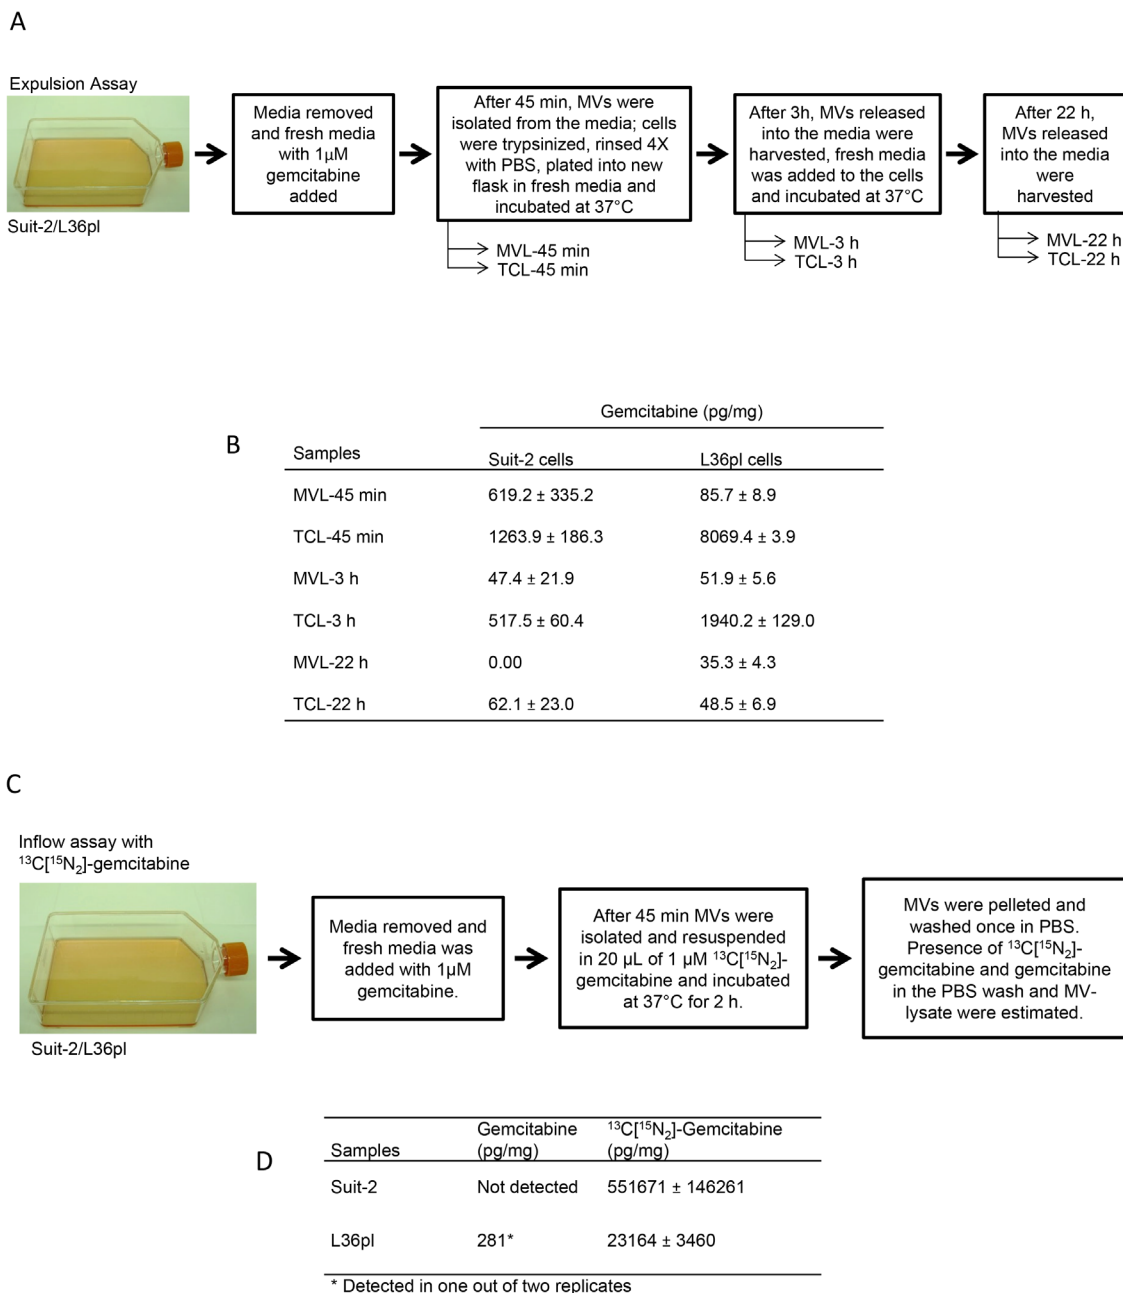 A
Expulsion Assay
Suit-2/L36pl
Media removed
and fresh media
with 1µM
gemcitabine
added
After 45 min, MVs were
isolated from the media; cells
were trypsinized, rinsed 4X
with PBS, plated into new
flask in fresh media and
incubated at 37°C
MVL-45 min
TCL-45 min
After 3h, MVs released
into the media were
harvested, fresh media
was added to the cells
and incubated at 37°C
MVL-3 h
TCL-3 h
After 22 h,
MVs released
into the media
were
harvested
MVL-22 h
TCL-22 h
B
Gemcitabine (pg/mg)
Samples Suit-2 cells L36pl cells
MVL-45 min 619.2 ± 335.2 85.7 ± 8.9
TCL-45 min 1263.9 ± 186.3 8069.4 ± 3.9
MVL-3 h 47.4 ± 21.9 51.9 ± 5.6
TCL-3 h 517.5 ± 60.4 1940.2 ± 129.0
MVL-22 h 0.00 35.3 ± 4.3
TCL-22 h 62.1 ± 23.0 48.5 ± 6.9
C
Inflow assay with
¹³C[¹⁵N₂]-gemcitabine
Suit-2/L36pl
Media removed and
fresh media was
added with 1µM
gemcitabine.
After 45 min MVs were
isolated and resuspended
in 20 µL of 1 µM ¹³C[¹⁵N₂]-
gemcitabine and incubated
at 37°C for 2 h.
MVs were pelleted and
washed once in PBS.
Presence of ¹³C[¹⁵N₂]-
gemcitabine and gemcitabine
in the PBS wash and MV-
lysate were estimated.
D
Samples Gemcitabine (pg/mg) ¹³C[¹⁵N₂]-Gemcitabine (pg/mg)
Suit-2 Not detected 551671 ± 146261
L36pl 281* 23164 ± 3460
* Detected in one out of two replicates